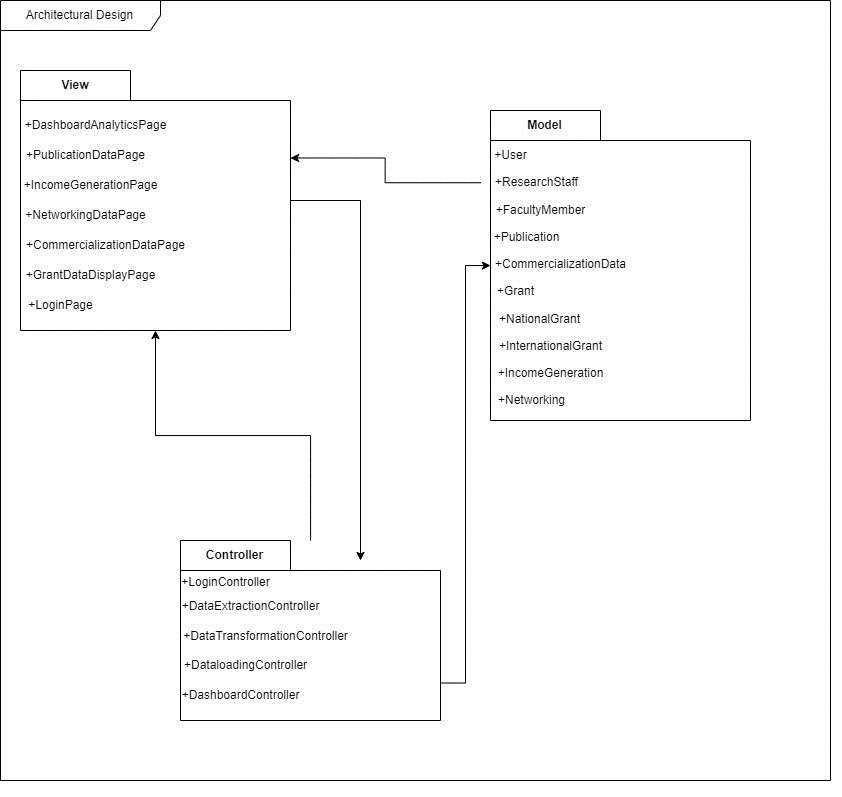 Architectural Design
View
+DashboardAnalyticsPage
+PublicationDataPage
+IncomeGenerationPage
+NetworkingDataPage
+CommercializationDataPage
+GrantDataDisplayPage
+LoginPage
Model
+User
+ResearchStaff
+FacultyMember
+Publication
+CommercializationData
+Grant
+NationalGrant
+InternationalGrant
+IncomeGeneration
+Networking
Controller
+LoginController
+DataExtractionController
+DataTransformationController
+DataloadingController
+DashboardController